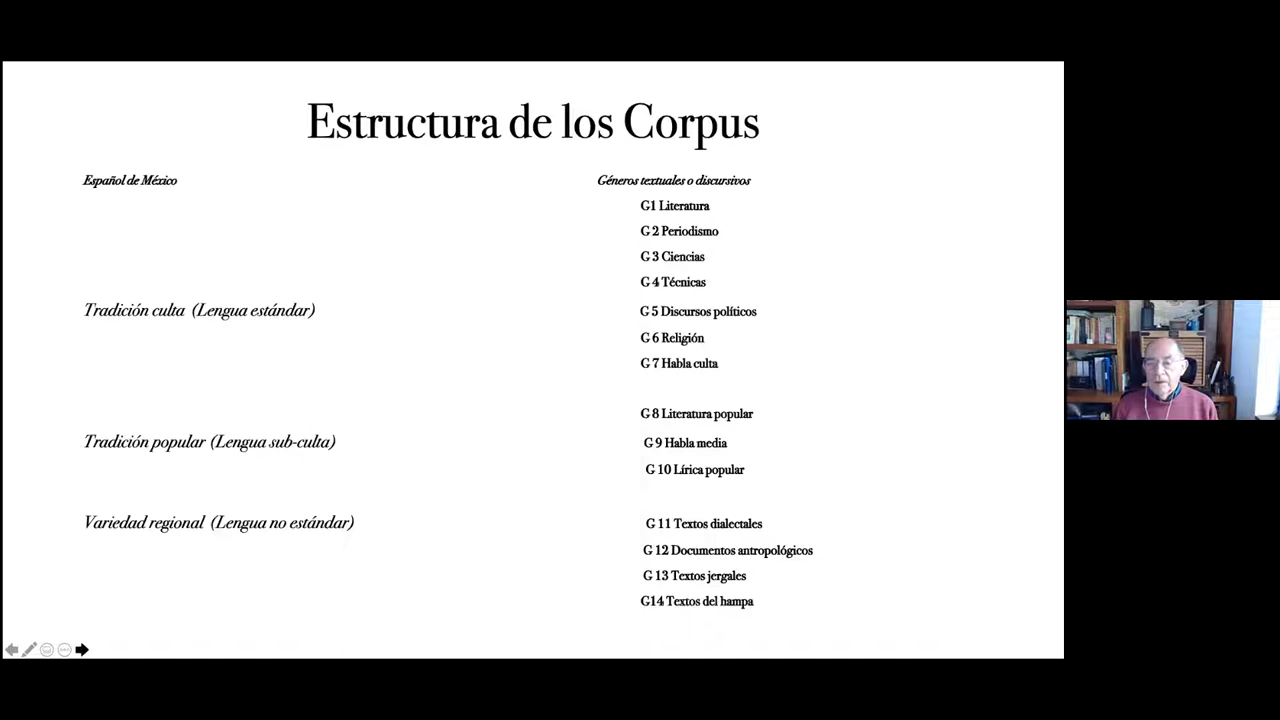 Estructura de los Corpus
Español de México Géneros textuales o discursivos
G1 Literatura
G 2 Periodismo
G 3 Ciencias
G 4 Técnicas
Tradición culta (Lengua estándar) G 5 Discursos políticos
G 6 Religión
G 7 Habla culta
G 8 Literatura popular
Tradición popular (Lengua sub-culta) G 9 Habla media
G 10 Lírica popular
Variedad regional (Lengua no estándar) G 11 Textos dialectales
G 12 Documentos antropológicos
G 13 Textos jergales
G14 Textos del hampa